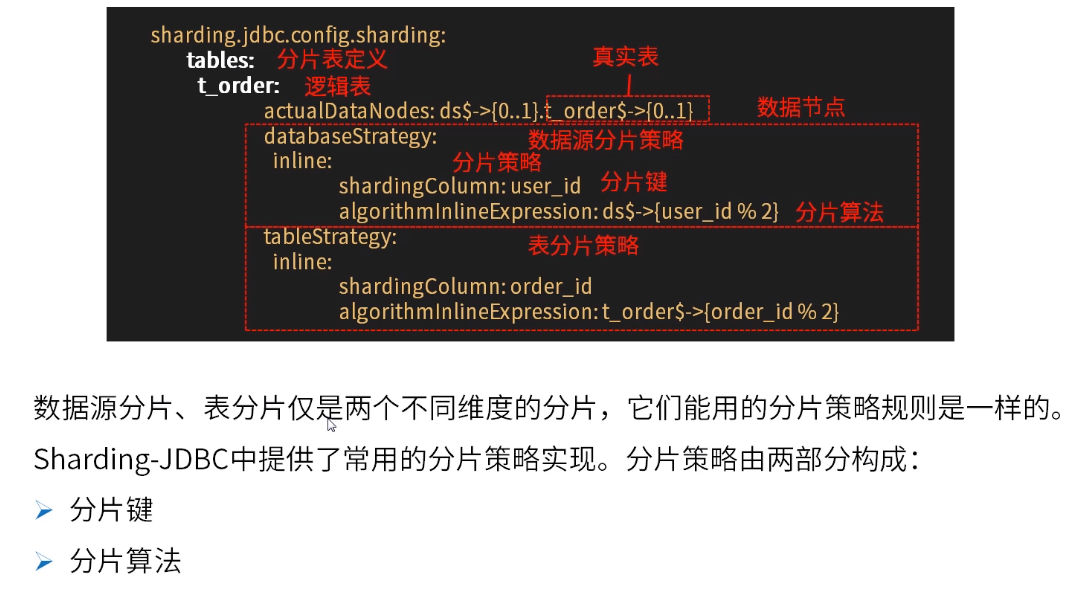 sharding.jdbc.config.sharding:
tables: 分片表定义 真实表
t_order: 逻辑表
actualDataNodes: ds$->{0..1}.t_order$->{0..1} 数据节点
databaseStrategy: 数据源分片策略
inline: 分片策略
shardingColumn: user_id 分片键
algorithmInlineExpression: ds$->{user_id % 2} 分片算法
tableStrategy: 表分片策略
inline:
shardingColumn: order_id
algorithmInlineExpression: t_order$->{order_id % 2}
数据源分片、表分片仅是两个不同维度的分片，它们能用的分片策略规则是一样的。
Sharding-JDBC中提供了常用的分片策略实现。分片策略由两部分构成：
分片键
分片算法